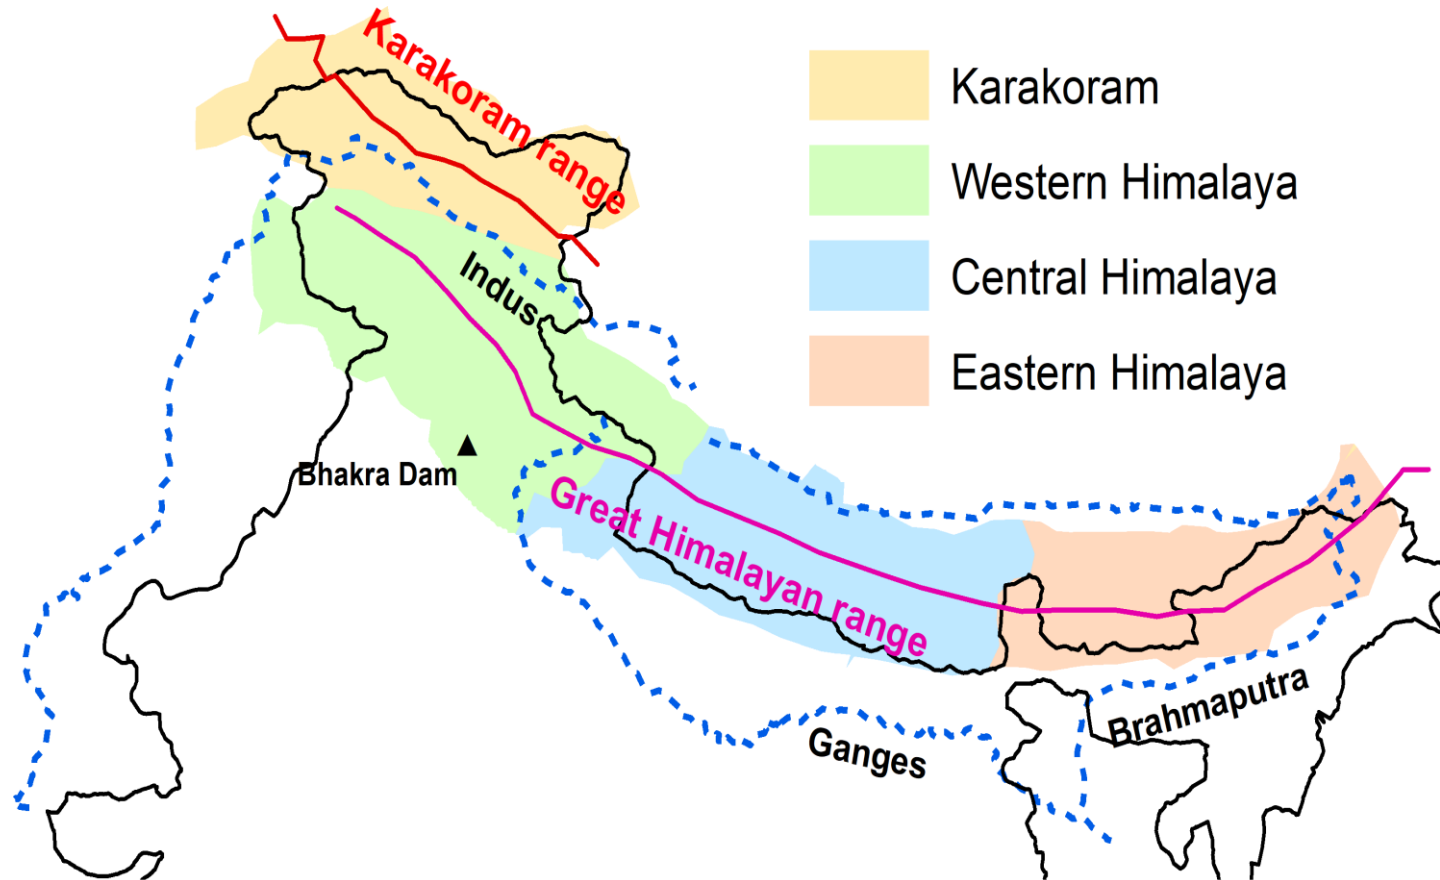 Karakoram range
Karakoram
Western Himalaya
Central Himalaya
Eastern Himalaya
Indus
Bhakra Dam
Great Himalayan range
Brahmaputra
Ganges